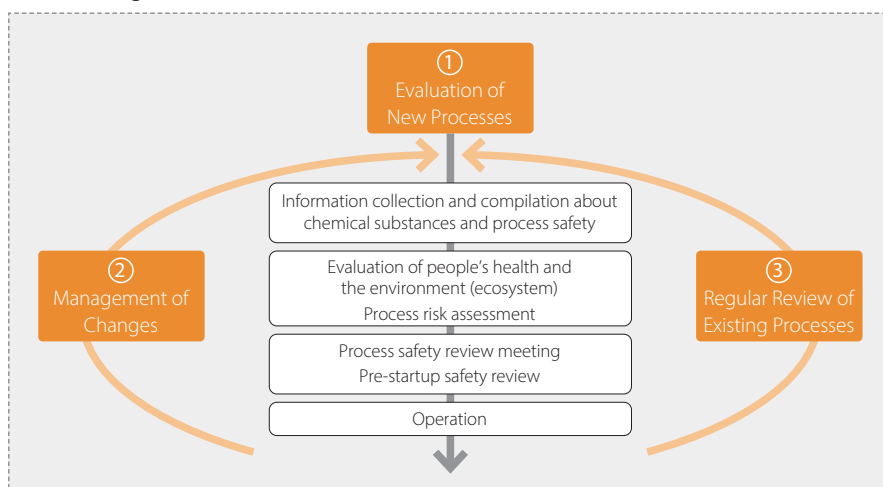 ①
Evaluation of
New Processes
Information collection and compilation about
chemical substances and process safety
②
Management of
Changes
Evaluation of people's health and
the environment (ecosystem)
Process risk assessment
③
Regular Review of
Existing Processes
Process safety review meeting
Pre-startup safety review
Operation